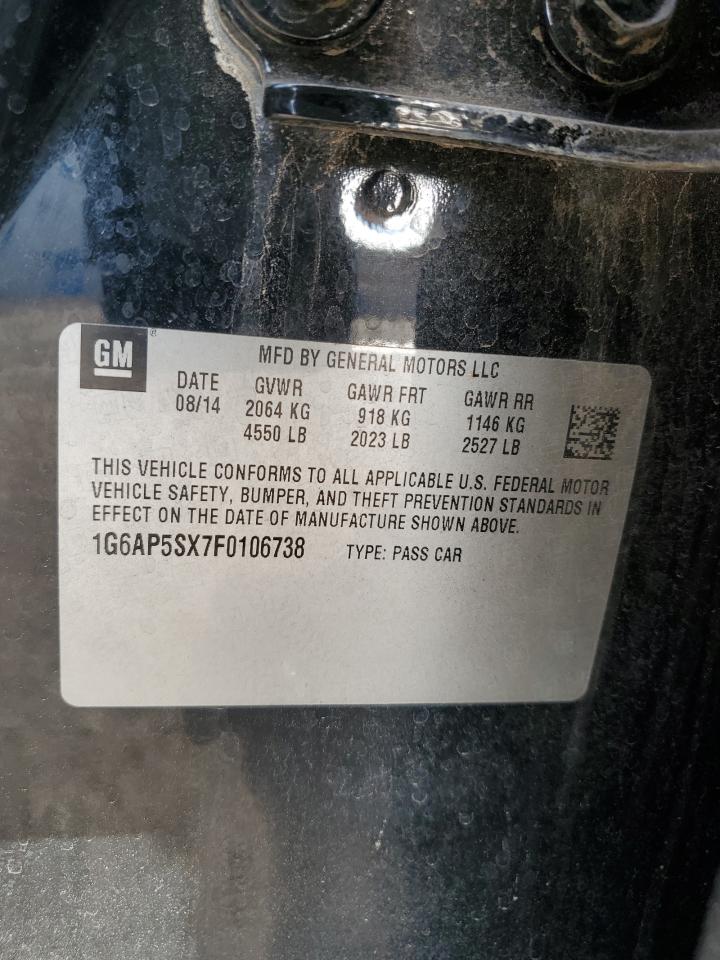 GM ®
MFD BY GENERAL MOTORS LLC
DATE GVWR GAWR FRT GAWR RR
08/14 2064 KG 918 KG 1146 KG
4550 LB 2023 LB 2527 LB
THIS VEHICLE CONFORMS TO ALL APPLICABLE U.S. FEDERAL MOTOR
VEHICLE SAFETY, BUMPER, AND THEFT PREVENTION STANDARDS IN
EFFECT ON THE DATE OF MANUFACTURE SHOWN ABOVE.
1G6AP5SX7F0106738 TYPE: PASS CAR